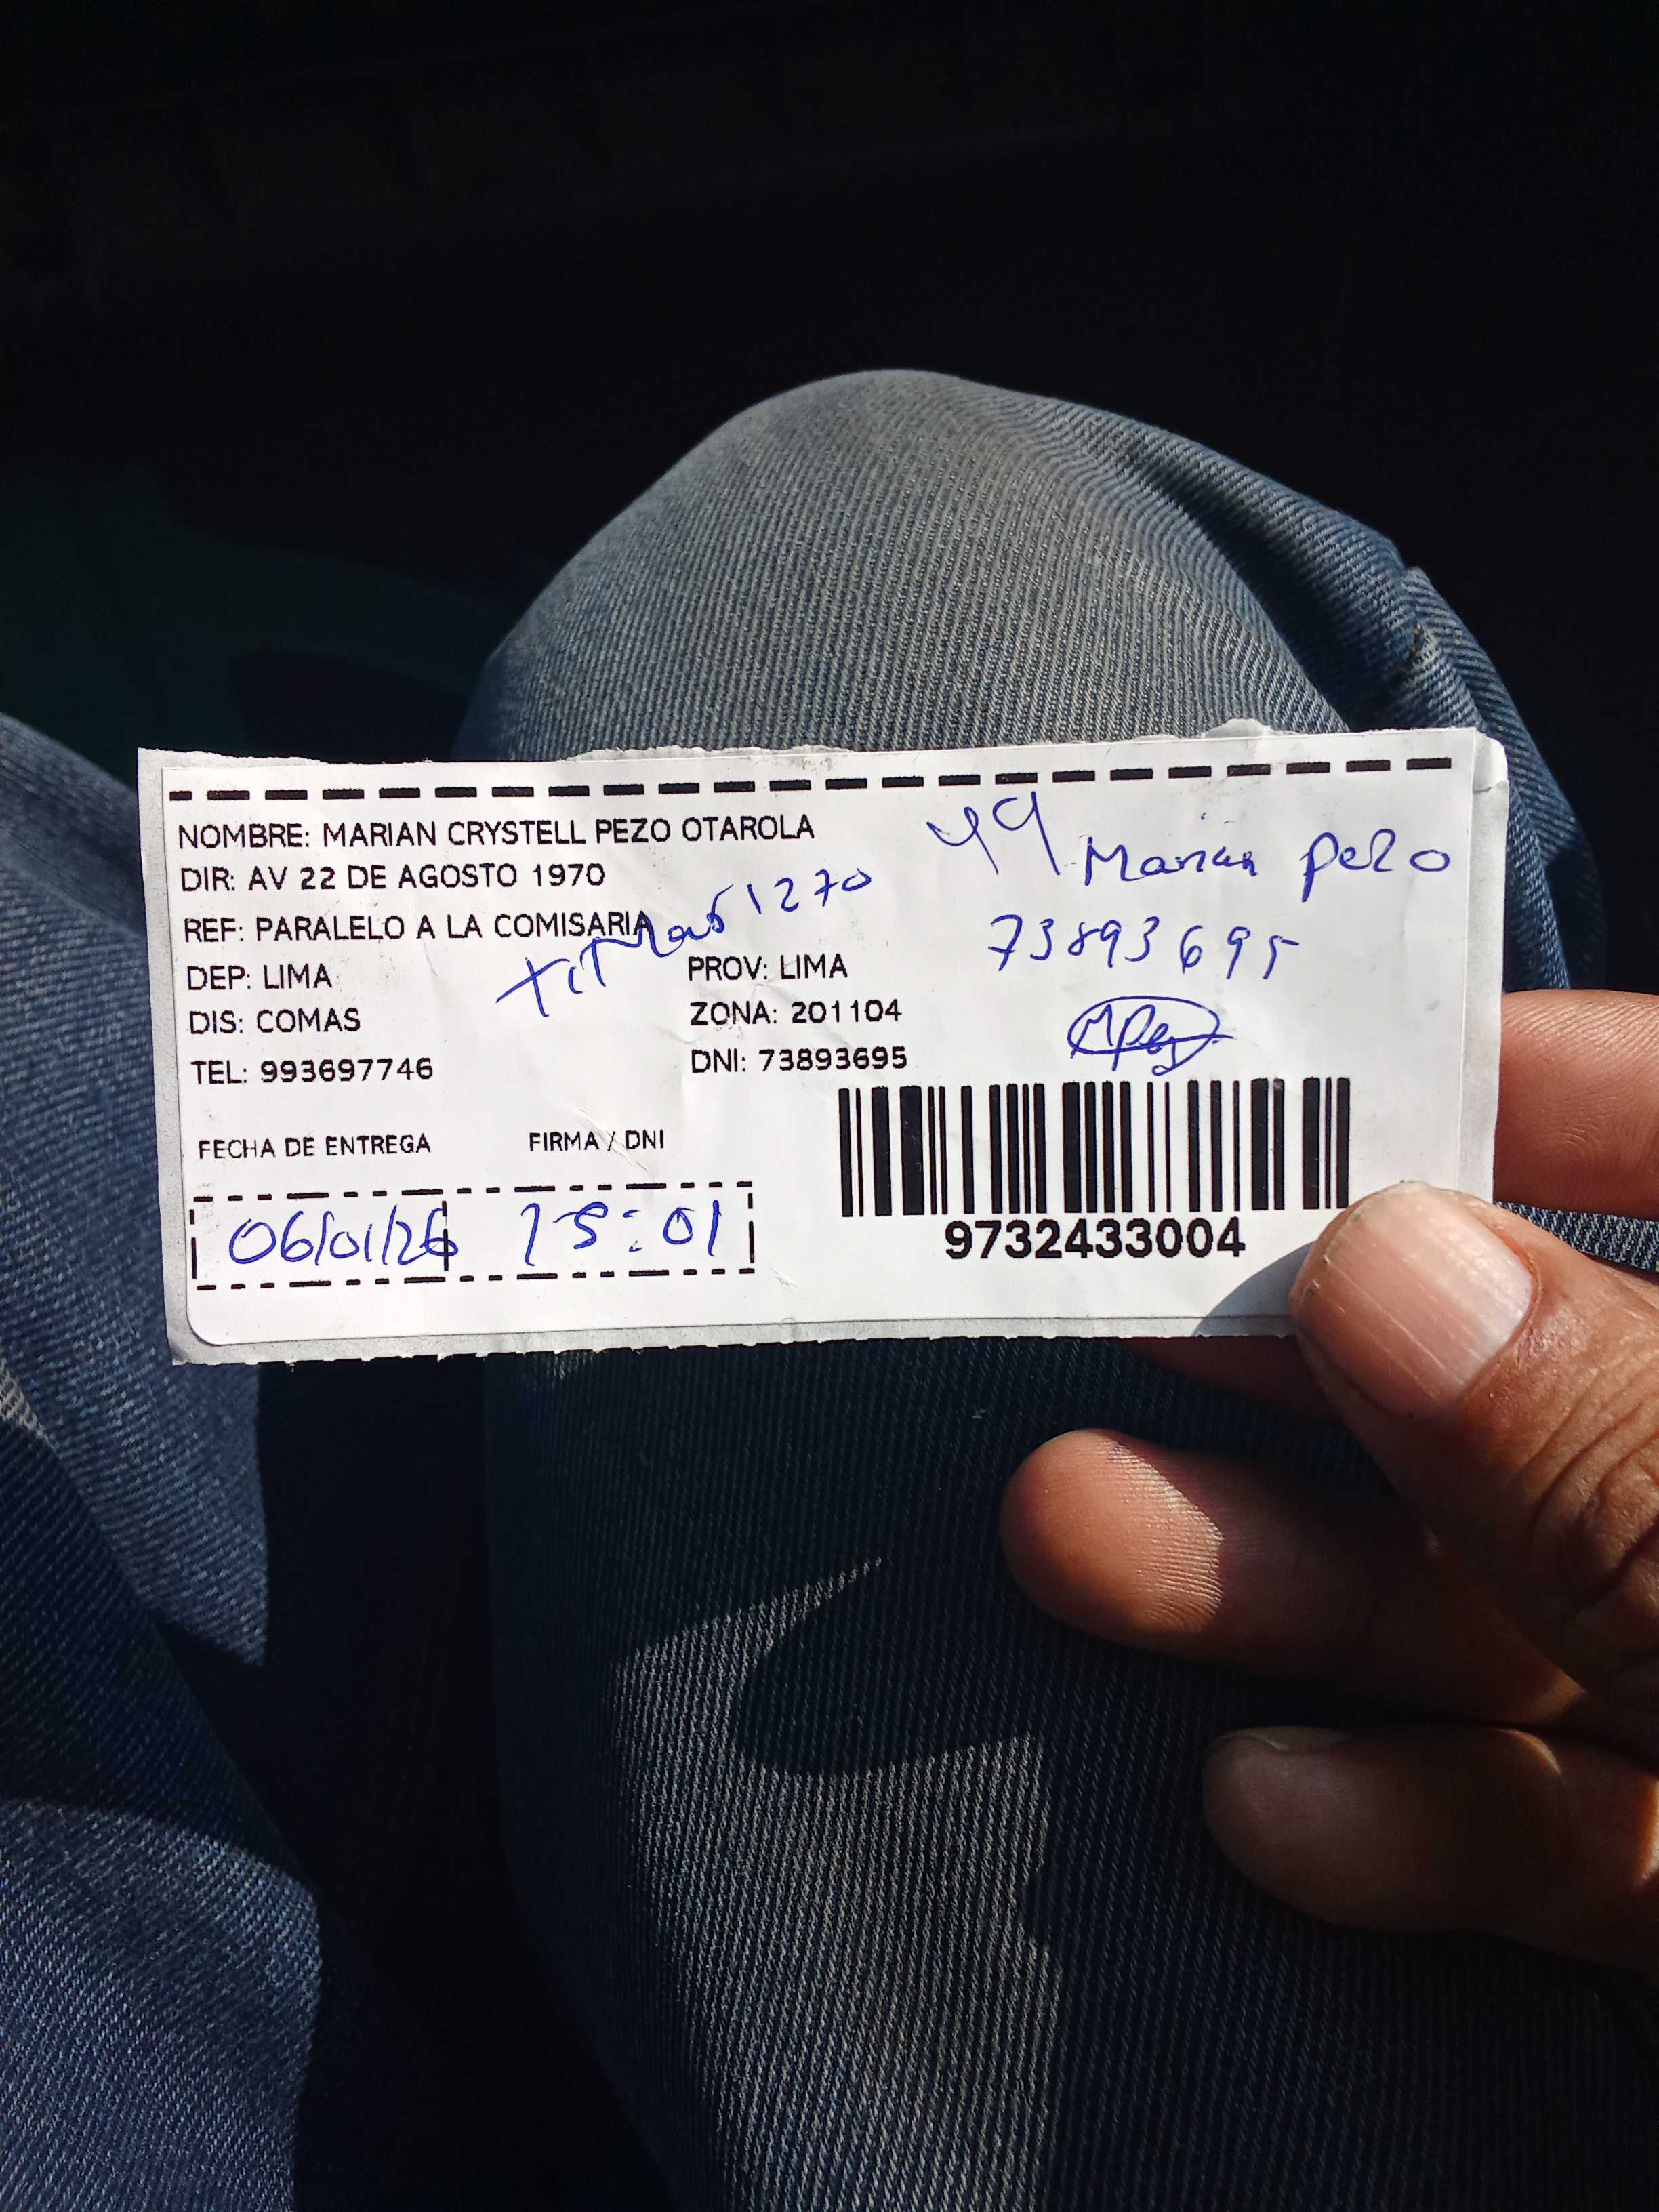 NOMBRE: MARIAN CRYSTELL PEZO OTAROLA
DIR: AV 22 DE AGOSTO 1970
REF: PARALELO A LA COMISARIA
DEP: LIMA
PROV: LIMA
DIS: COMAS
ZONA: 201104
TEL: 993697746
DNI: 73893695
1270
Marian Pezo
73893695
FECHA DE ENTREGA
FIRMA / DNI
06/01/26
15:01
9732433004